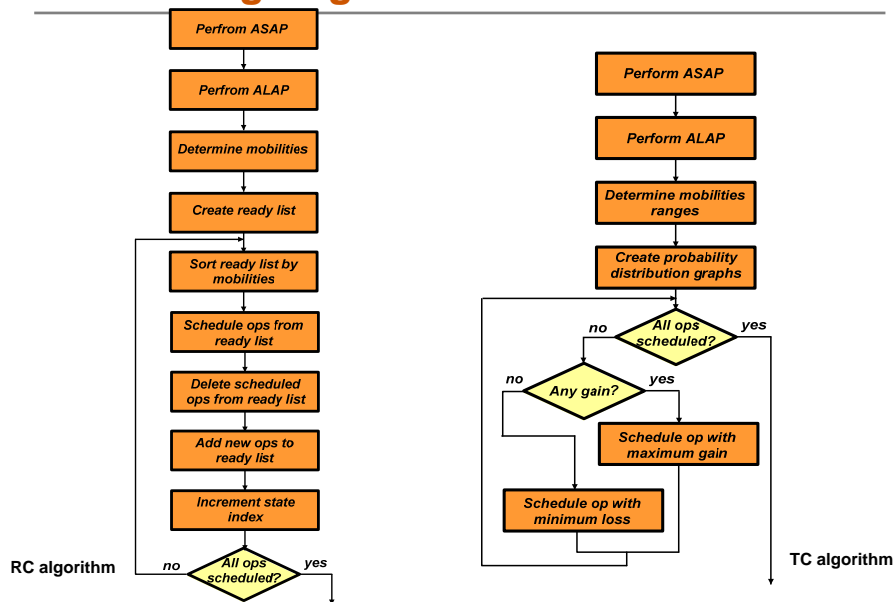 Perfrom ASAP
Perfrom ALAP
Determine mobilities
Create ready list
Sort ready list by
mobilities
Schedule ops from
ready list
Delete scheduled
ops from ready list
Add new ops to
ready list
Increment state
index
All ops
scheduled?
no
yes
RC algorithm
Perform ASAP
Perform ALAP
Determine mobilities
ranges
Create probability
distribution graphs
All ops
scheduled?
no
yes
Any gain?
no
yes
Schedule op with
maximum gain
Schedule op with
minimum loss
TC algorithm